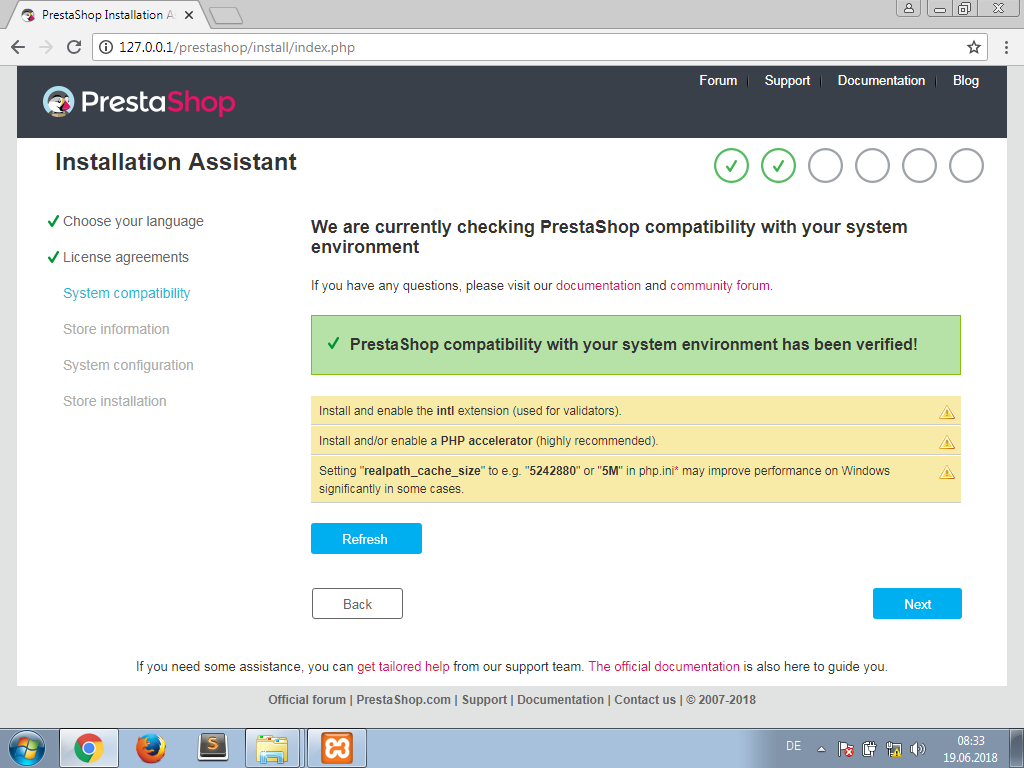 PrestaShop Installation A
127.0.0.1/prestashop/install/index.php
Forum
Support
Documentation
Blog
PrestaShop
Installation Assistant
Choose your language
License agreements
System compatibility
Store information
System configuration
Store installation
We are currently checking PrestaShop compatibility with your system
environment
If you have any questions, please visit our documentation and community forum.
PrestaShop compatibility with your system environment has been verified!
Install and enable the intl extension (used for validators).
Install and/or enable a PHP accelerator (highly recommended).
Setting "realpath_cache_size" to e.g. "5242880" or "5M" in php.ini* may improve performance on Windows
significantly in some cases.
Refresh
Back
Next
If you need some assistance, you can get tailored help from our support team. The official documentation is also here to guide you.
Official forum | PrestaShop.com | Support | Documentation | Contact us | © 2007-2018
DE
08:33
19.06.2018